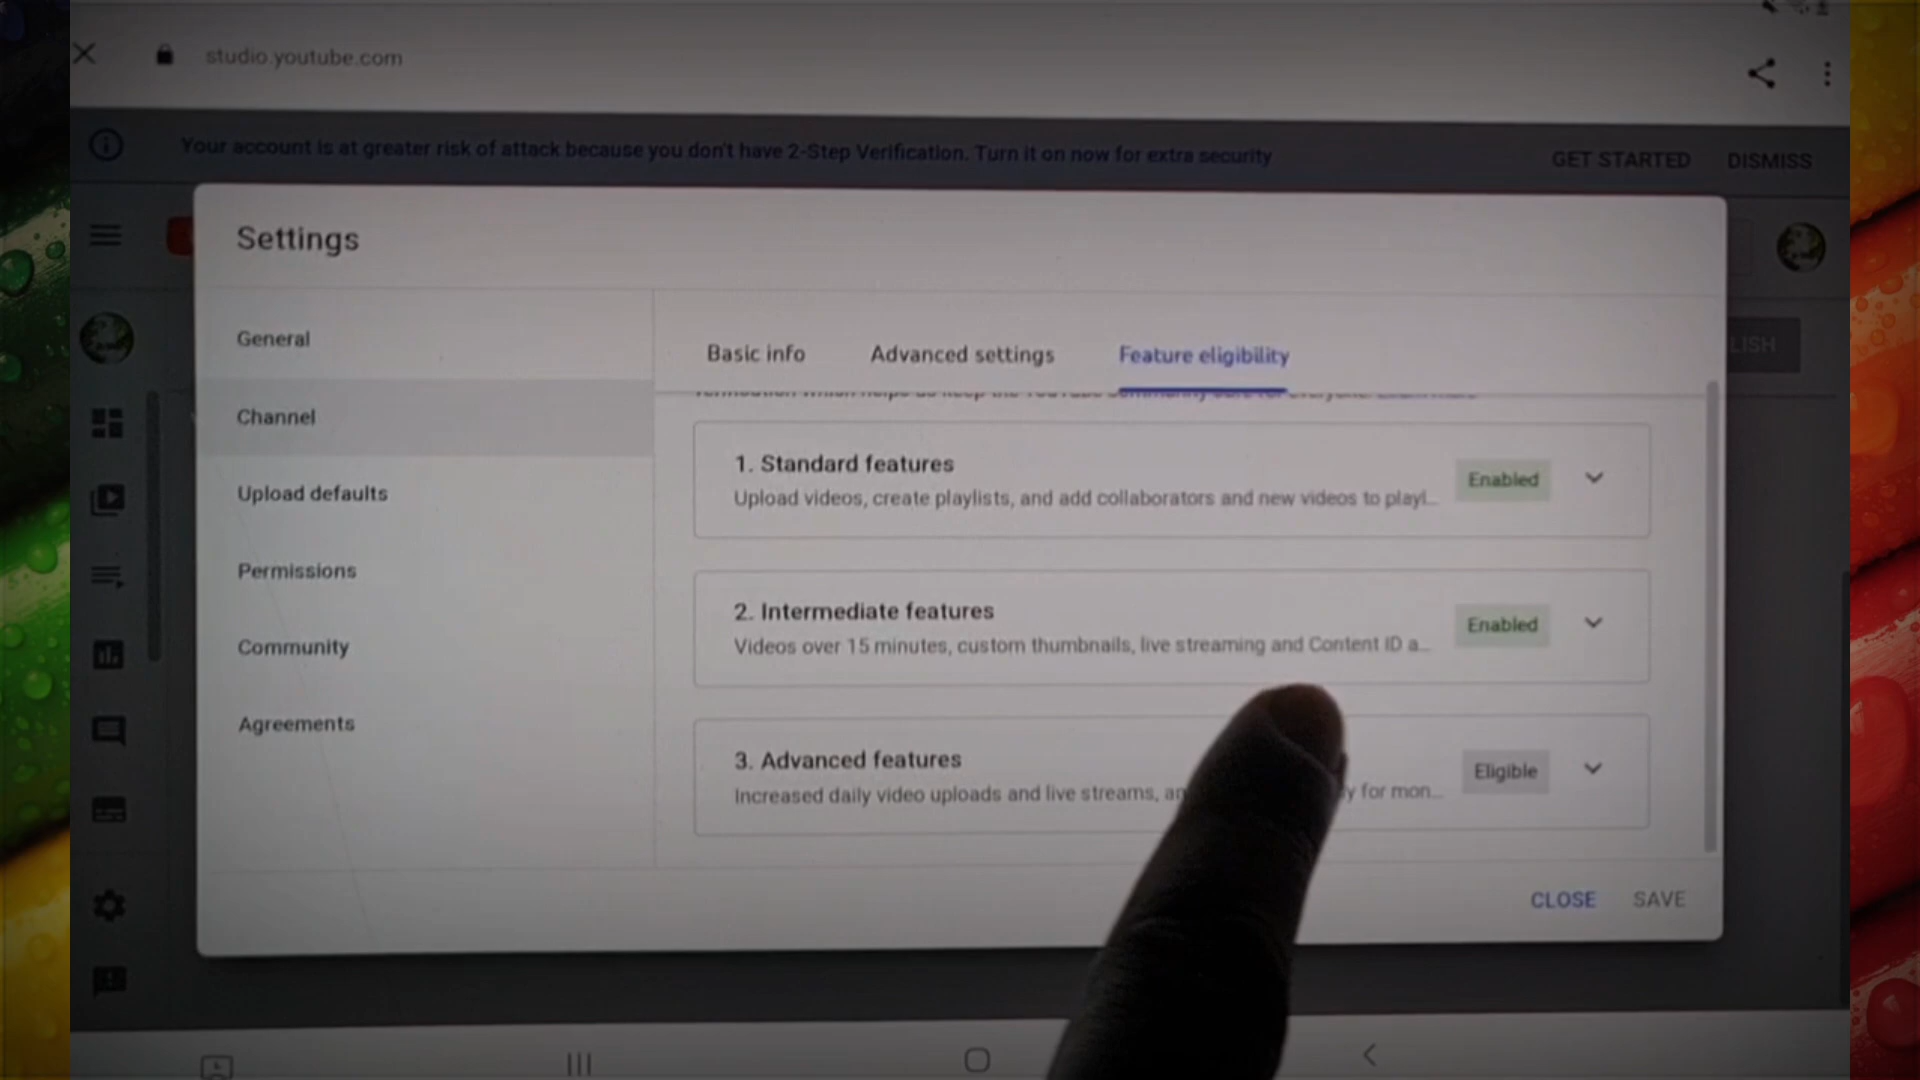 studio.youtube.com
Your account is at greater risk of attack because you don't have 2-Step Verification. Turn it on now for extra security
GET STARTED
DISMISS
Settings
General
Channel
Upload defaults
Permissions
Community
Agreements
Basic info
Advanced settings
Feature eligibility
LISH
1. Standard features
Upload videos, create playlists, and add collaborators and new videos to playl...
Enabled
2. Intermediate features
Videos over 15 minutes, custom thumbnails, live streaming and Content ID a...
Enabled
3. Advanced features
Increased daily video uploads and live streams, an y for mon...
Eligible
CLOSE
SAVE